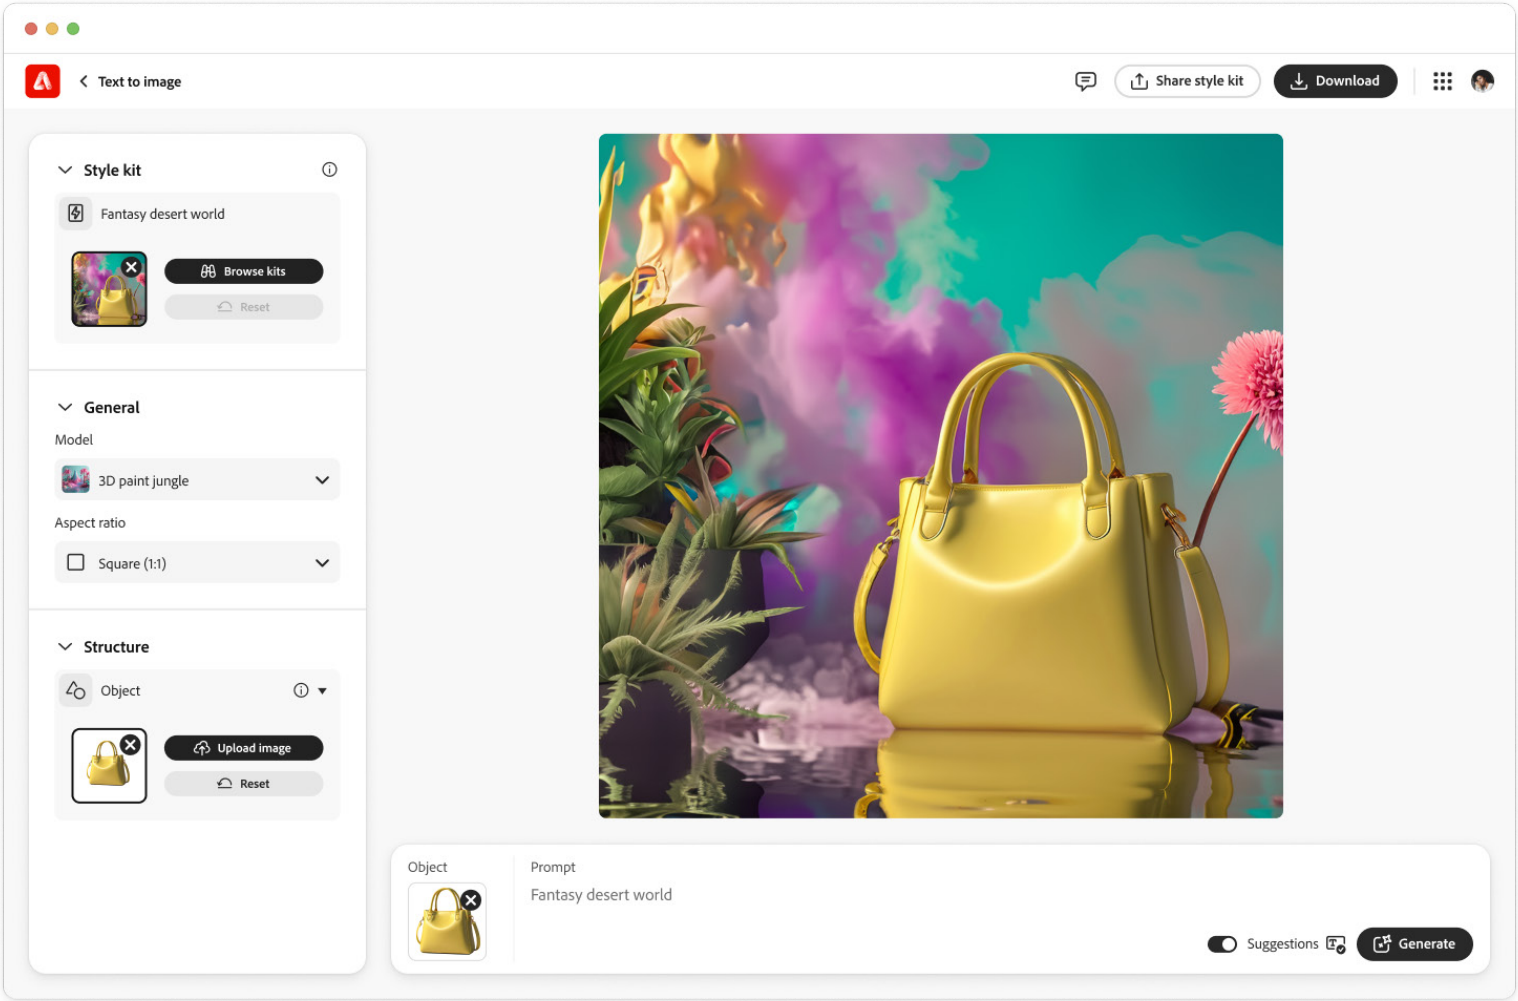 Text to image
Share style kit
Download
Style kit
Fantasy desert world
Browse kits
Reset
General
Model
3D paint jungle
Aspect ratio
Square (1:1)
Structure
Object
Upload image
Reset
Object
Prompt
Fantasy desert world
Suggestions
Generate